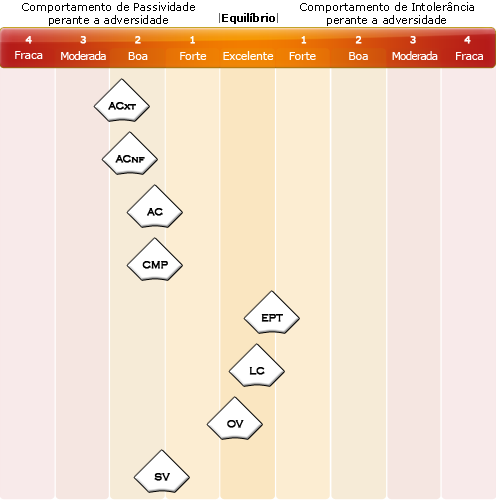 Comportamento de Passividade
perante a adversidade
|Equilíbrio|
Comportamento de Intolerância
perante a adversidade
4 3 2 1 1 2 3 4
Fraca Moderada Boa Forte Excelente Forte Boa Moderada Fraca
ACXT
ACNF
AC
CMP
EPT
LC
OV
SV